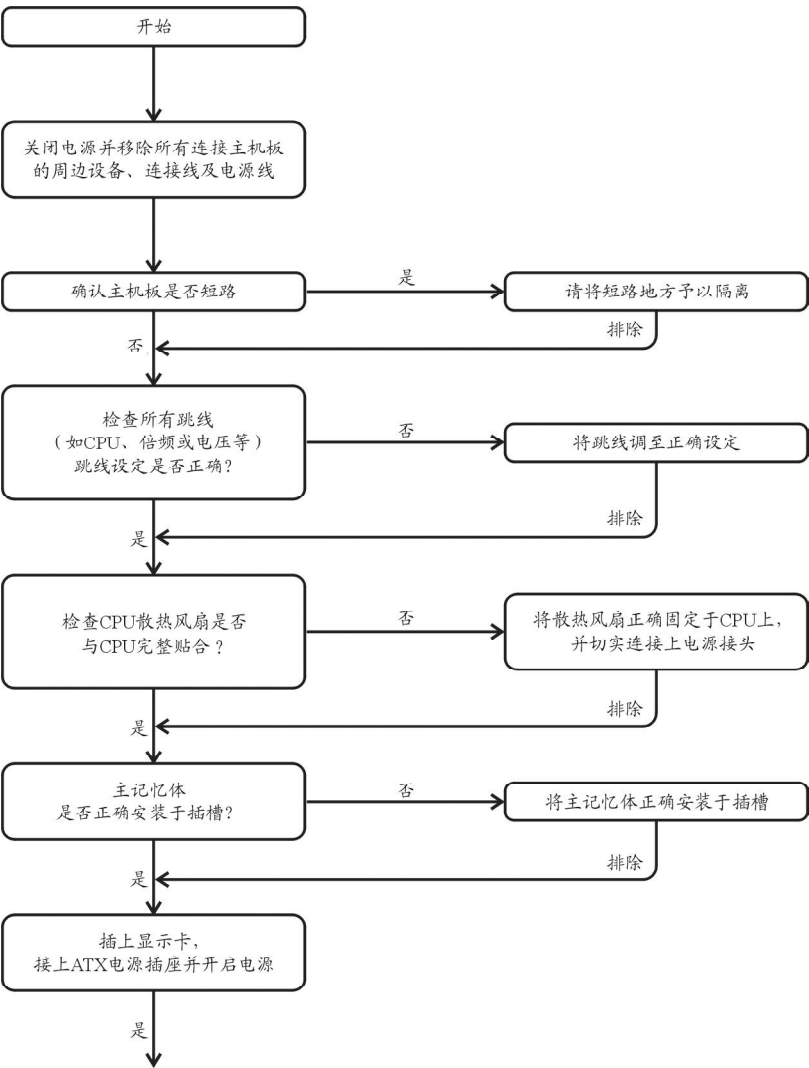 开始
关闭电源并移除所有连接主机板
的周边设备、连接线及电源线
确认主机板是否短路
是
请将短路地方予以隔离
排除
否
检查所有跳线
（如CPU、倍频或电压等）
跳线设定是否正确？
否
将跳线调至正确设定
排除
是
检查CPU散热风扇是否
与CPU完整贴合？
否
将散热风扇正确固定于CPU上，
并切实连接上电源接头
排除
是
主记忆体
是否正确安装于插槽？
否
将主记忆体正确安装于插槽
排除
是
插上显示卡，
接上ATX电源插座并开启电源
是